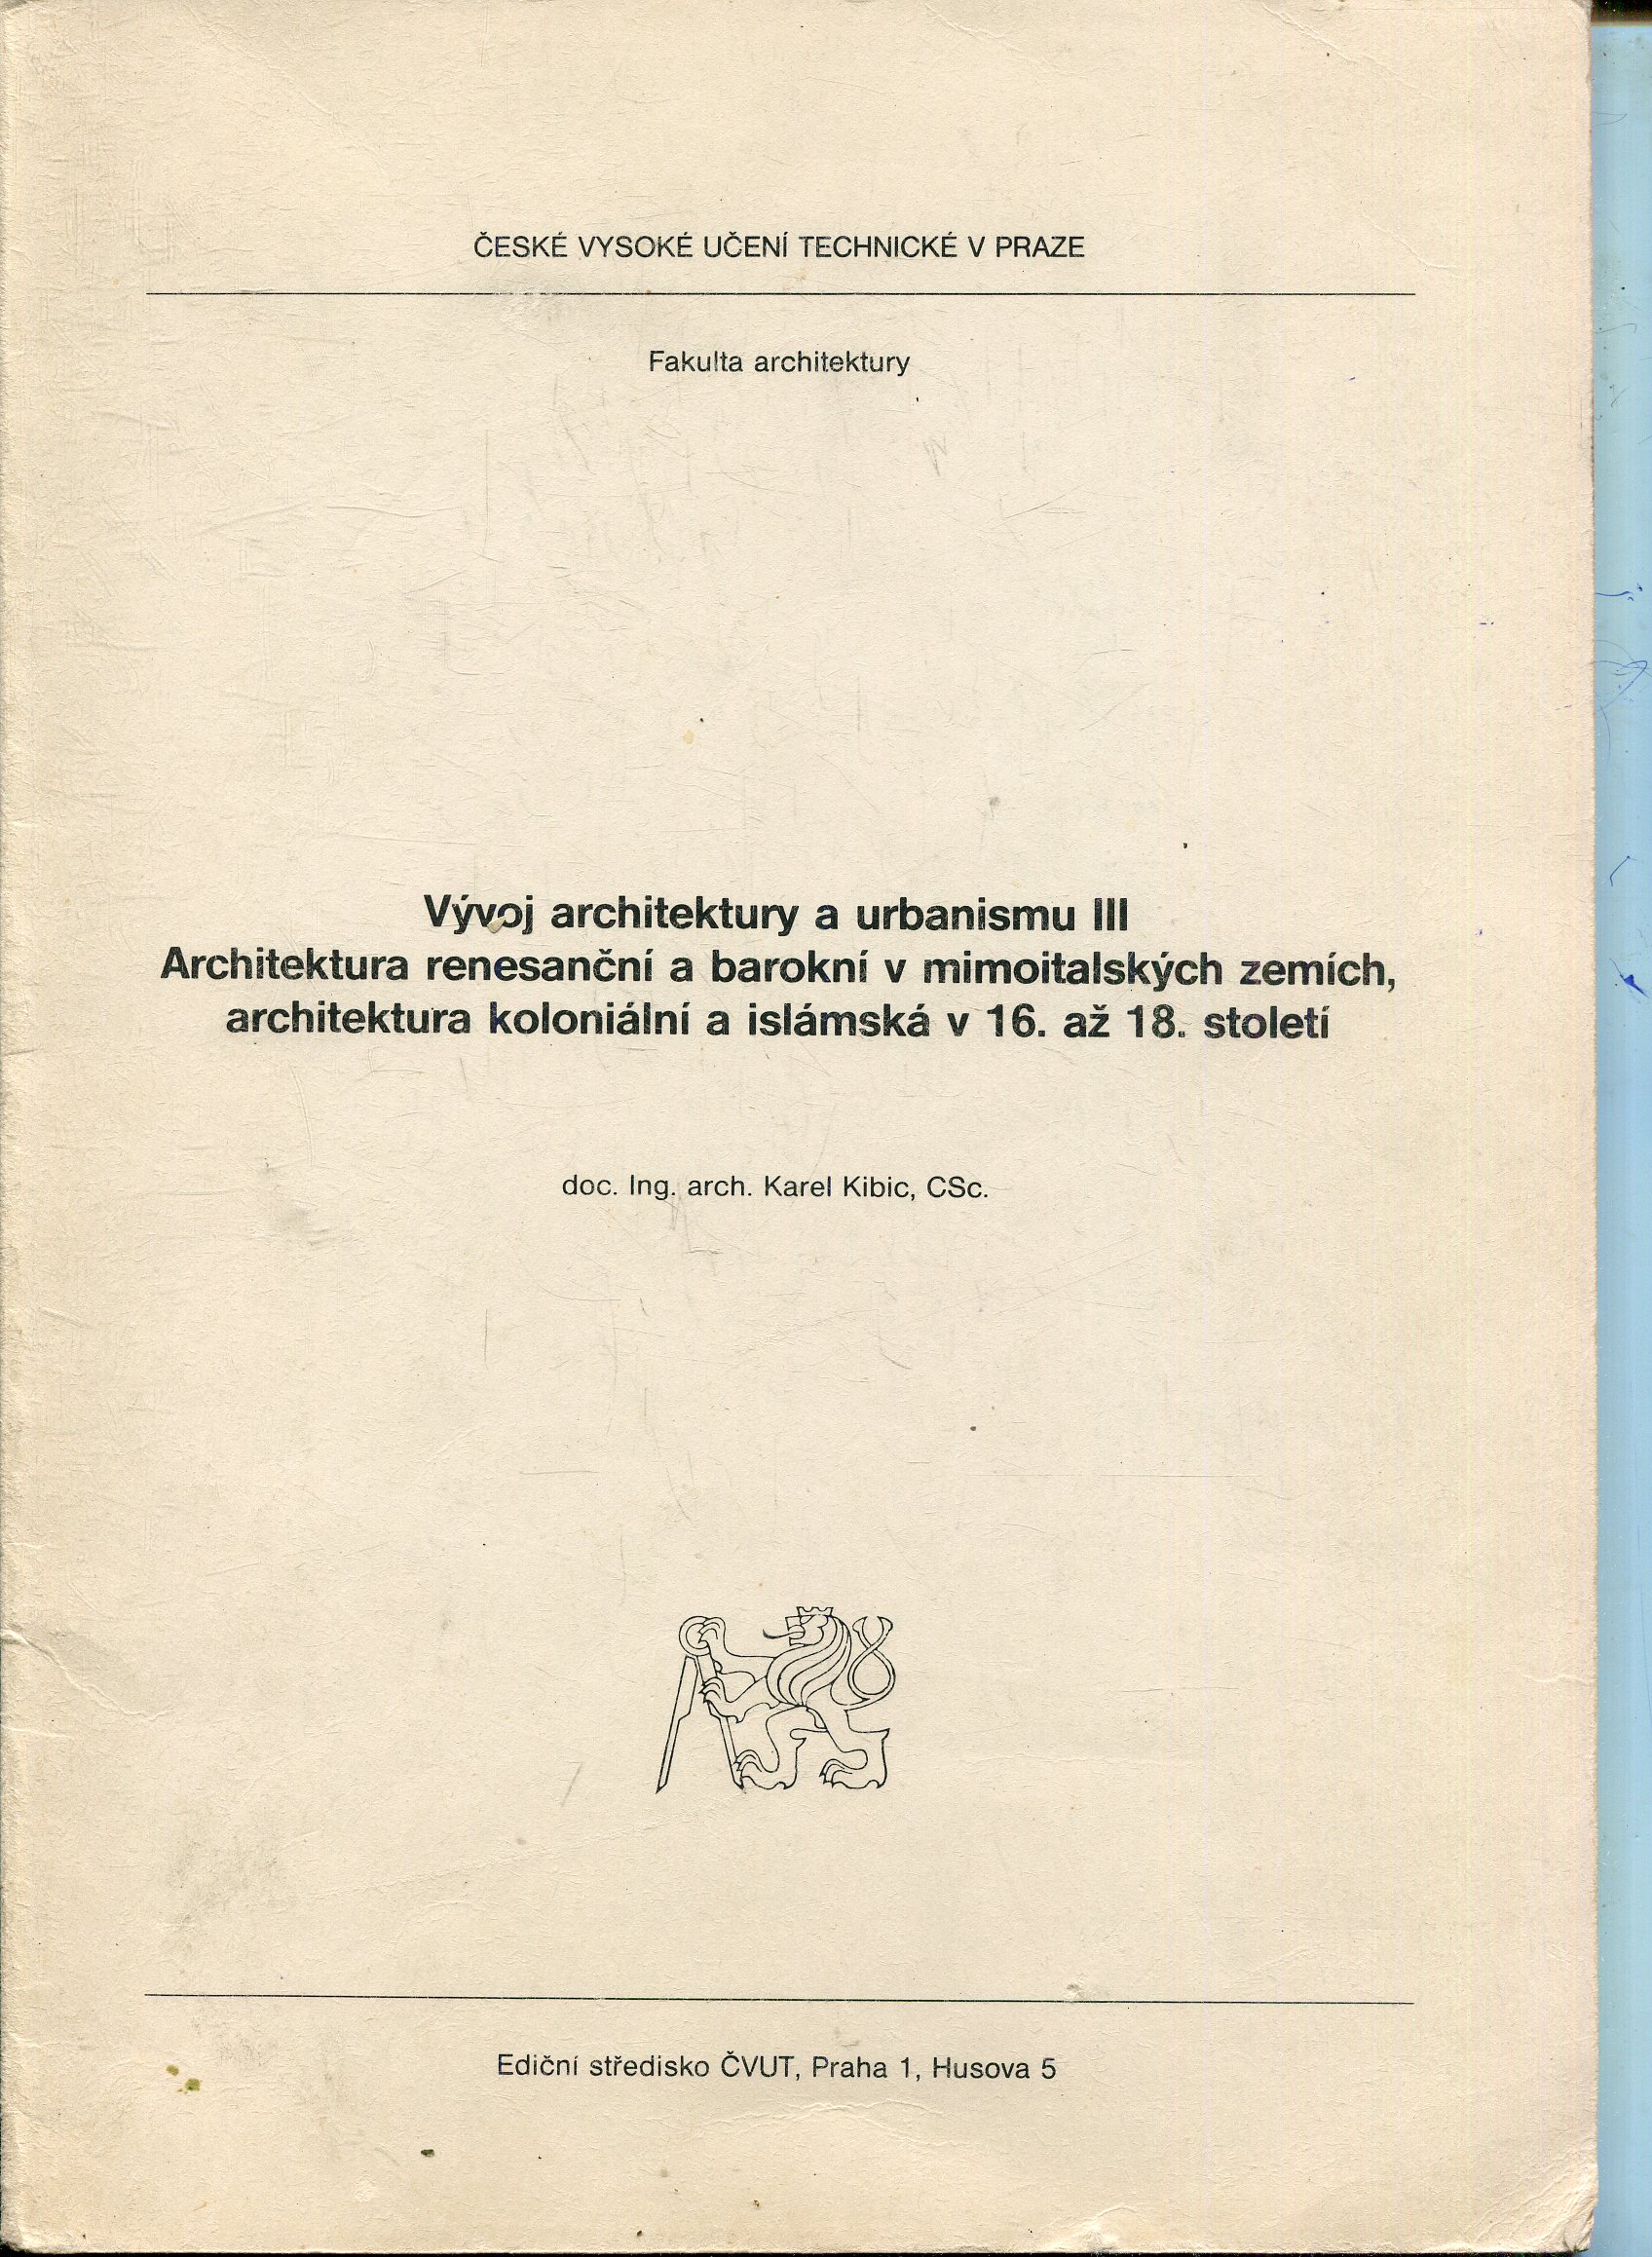 ČESKÉ VYSOKÉ UČENÍ TECHNICKÉ V PRAZE
Fakulta architektury
Vývoj architektury a urbanismu III
Architektura renesanční a barokní v mimoitalských zemích,
architektura koloniální a islámská v 16. až 18. století
doc. Ing. arch. Karel Kibic, CSc.
Ediční středisko ČVUT, Praha 1, Husova 5